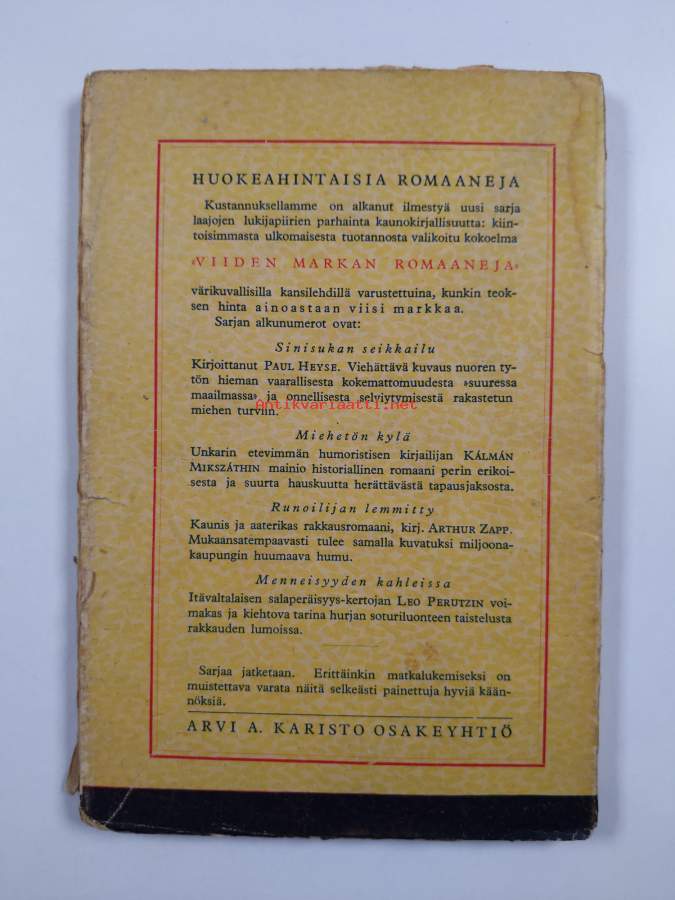 HUOKEAHINTAISIA ROMAANEJA
Kustannuksellamme on alkanut ilmestyä uusi sarja
laajojen lukijapiirien parhainta kaunokirjallisuutta: kiin-
toisimmasta ulkomaisesta tuotannosta valikoitu kokoelma
»VIIDEN MARKAN ROMAANEJA»
värikuvallisilla kansilehdillä varustettuina, kunkin teok-
sen hinta ainoastaan viisi markkaa.
Sarjan alkunumerot ovat:
Sinisukan seikkailu
Kirjoittanut PAUL HEYSE. Viehättävä kuvaus nuoren ty-
tön hieman vaarallisesta kokemattomuudesta »suuressa
maailmassa» ja onnellisesta selviytymisestä rakastetun
miehen turviin.
Antikvariaatti.net
Miehetön kylä
Unkarin etevimmän humoristisen kirjailijan KÁLMÁN
MIKSZÁTHIN mainio historiallinen romaani perin erikoi-
sesta ja suurta hauskuutta herättävästä tapausjaksosta.
Runoilijan lemmitty
Kaunis ja aaterikas rakkausromaani, kirj. ARTHUR ZAPP.
Mukaansatempaavasti tulee samalla kuvatuksi miljoona-
kaupungin huumaava humu.
Menneisyyden kahleissa
Itävaltalaisen salaperäisyys-kertojan LEO PERUTZIN voi-
makas ja kiehtova tarina hurjan soturiluonteen taistelusta
rakkauden lumoissa.
Sarjaa jatketaan. Erittäinkin matkalukemiseksi on
muistettava varata näitä selkeästi painettuja hyviä kään-
nöksiä.
ARVI A. KARISTO OSAKEYHTIÖ